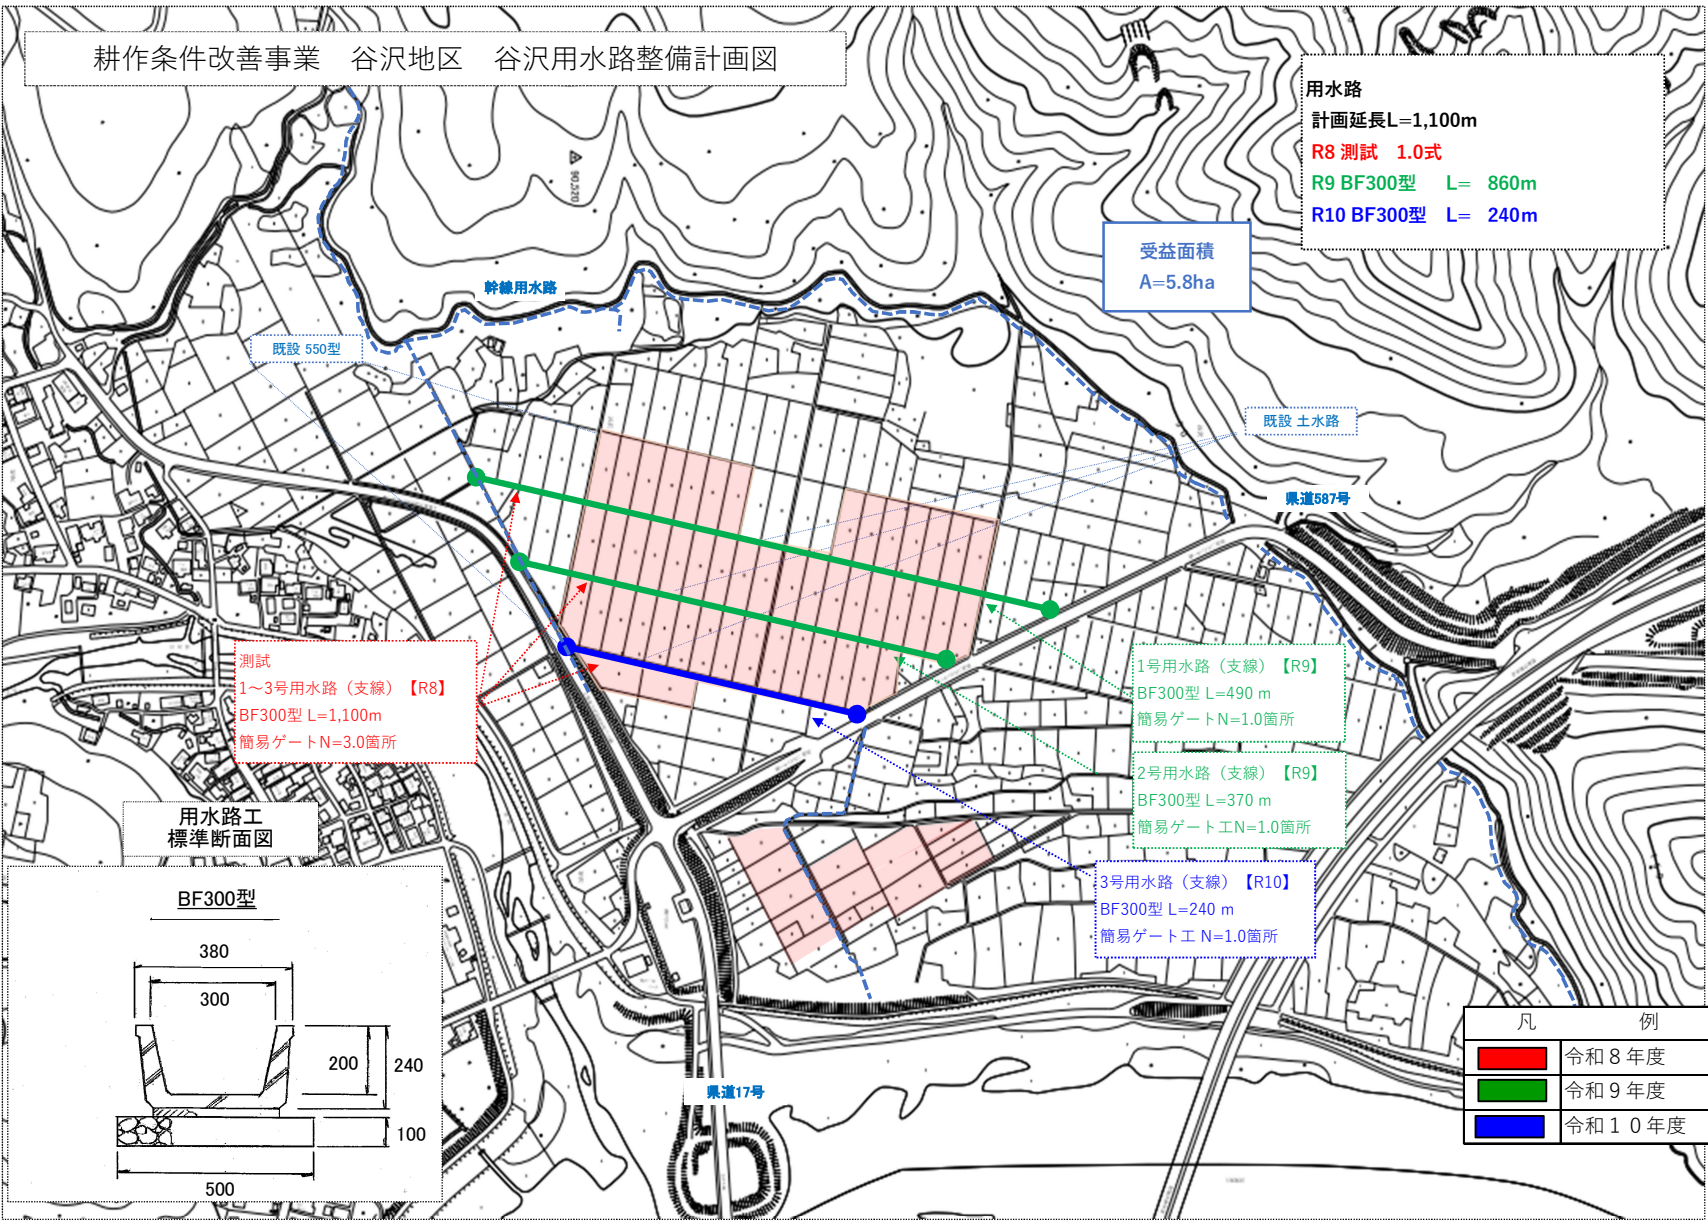 耕作条件改善事業　谷沢地区　谷沢用水路整備計画図
用水路
計画延長L=1,100m
R8 測試　1.0式
R9 BF300型　L=　860m
R10 BF300型　L=　240m
受益面積
A=5.8ha
90.520
幹線用水路
既設 550型
既設 土水路
県道587号
測試
1～3号用水路（支線）【R8】
BF300型 L=1,100m
簡易ゲートN=3.0箇所
1号用水路（支線）【R9】
BF300型 L=490 m
簡易ゲートN=1.0箇所
2号用水路（支線）【R9】
BF300型 L=370 m
簡易ゲート工N=1.0箇所
3号用水路（支線）【R10】
BF300型 L=240 m
簡易ゲート工 N=1.0箇所
用水路工
標準断面図
BF300型
380
300
200
240
100
500
県道17号
凡　例
令和８年度
令和９年度
令和１０年度